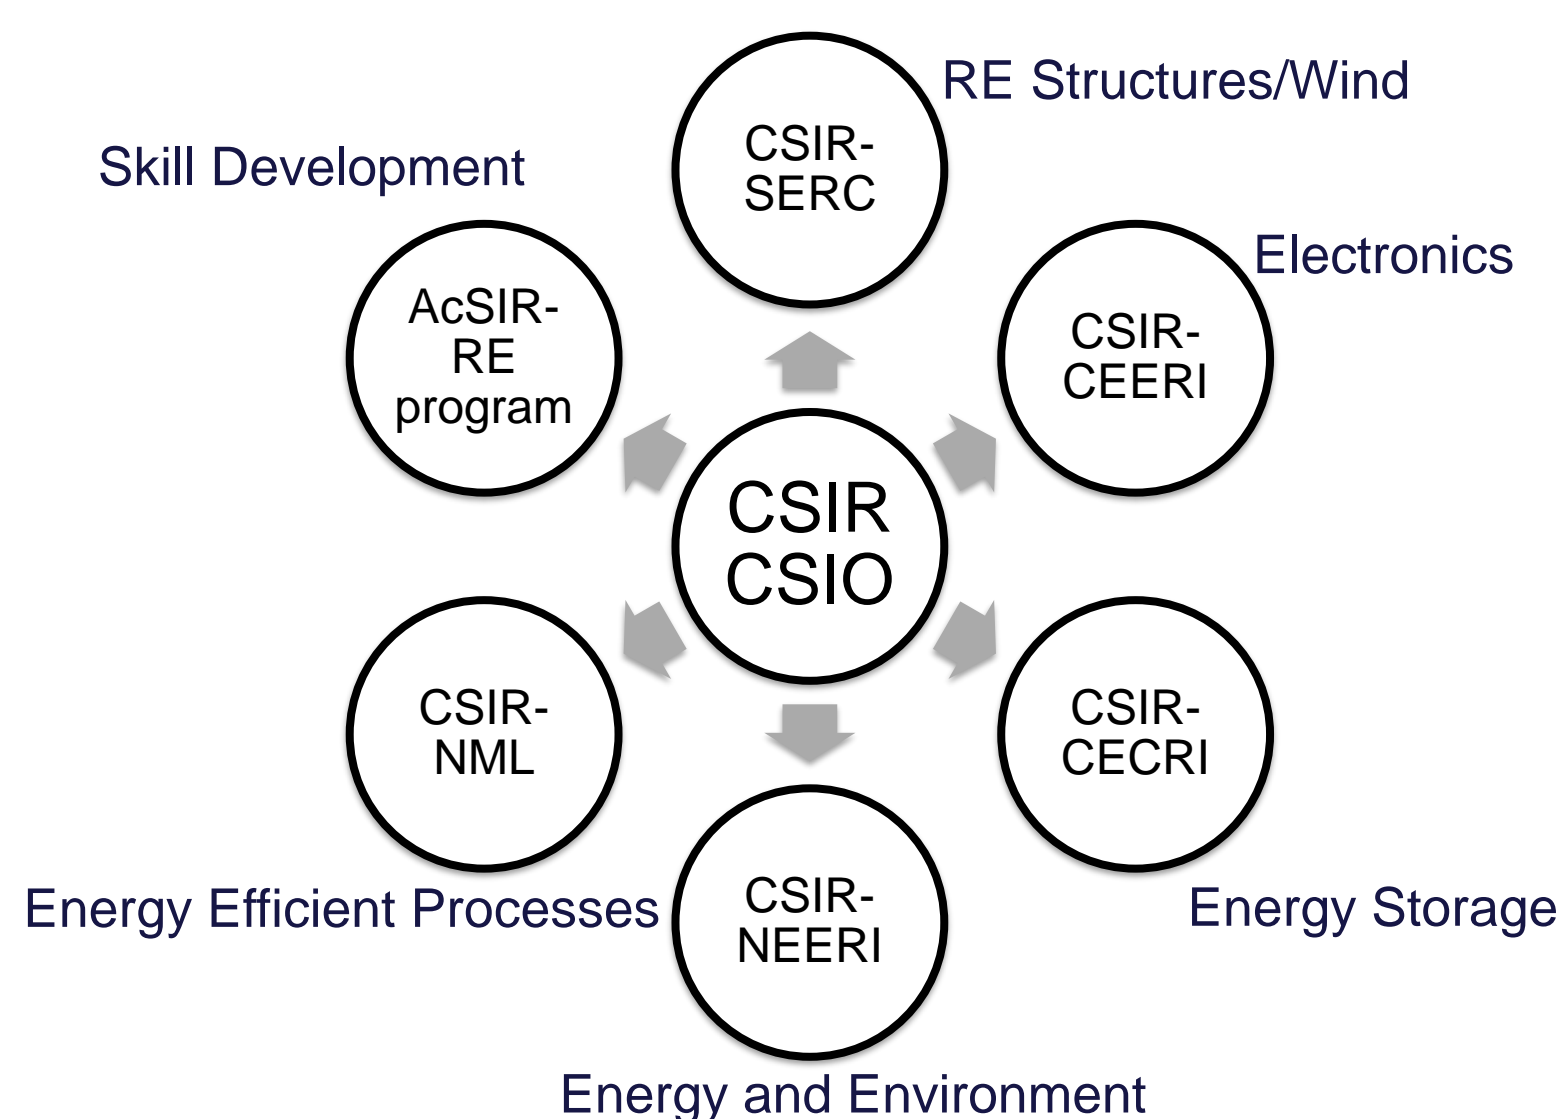 RE Structures/Wind
CSIR-
SERC
Skill Development
Electronics
AcSIR-
RE
program
CSIR-
CEERI
CSIR
CSIO
CSIR-
NML
CSIR-
CECRI
Energy Efficient Processes
CSIR-
NEERI
Energy Storage
Energy and Environment